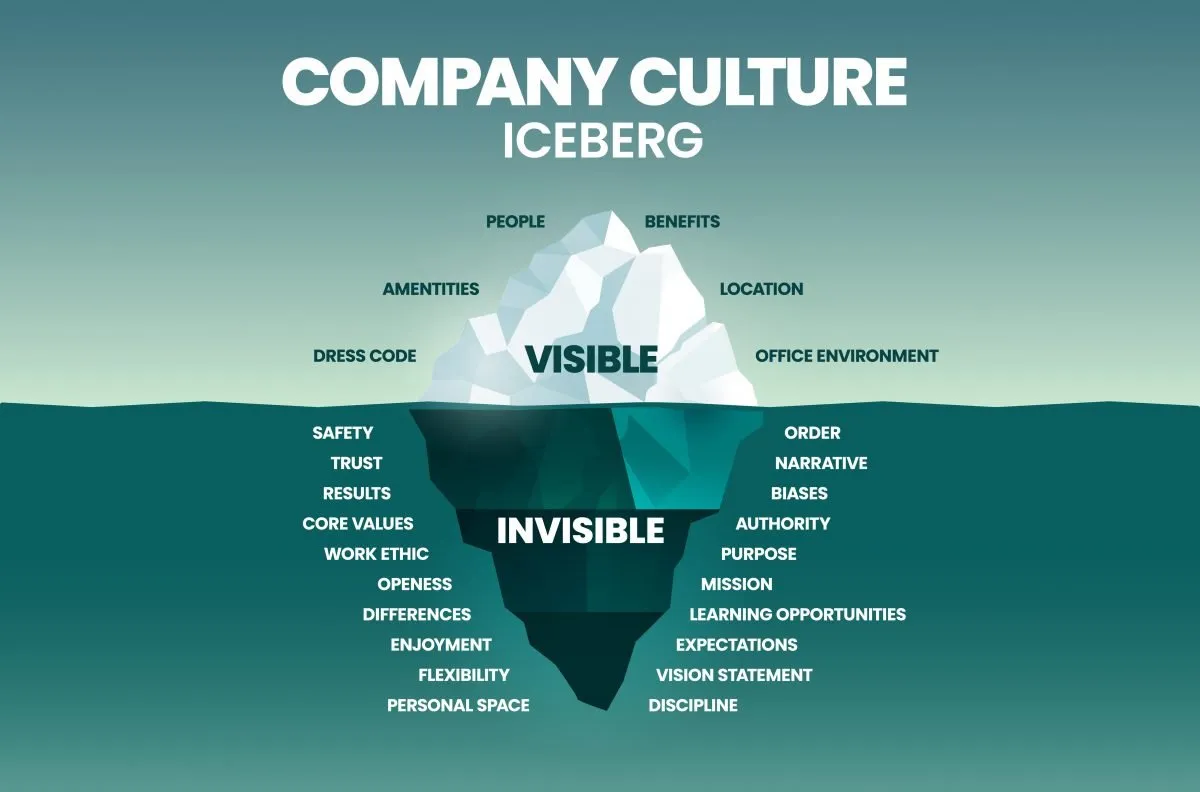 COMPANY CULTURE
ICEBERG
PEOPLE
BENEFITS
AMENTITIES
LOCATION
DRESS CODE
VISIBLE
OFFICE ENVIRONMENT
SAFETY
ORDER
TRUST
NARRATIVE
RESULTS
BIASES
CORE VALUES
INVISIBLE
AUTHORITY
WORK ETHIC
PURPOSE
OPENESS
MISSION
DIFFERENCES
LEARNING OPPORTUNITIES
ENJOYMENT
EXPECTATIONS
FLEXIBILITY
VISION STATEMENT
PERSONAL SPACE
DISCIPLINE